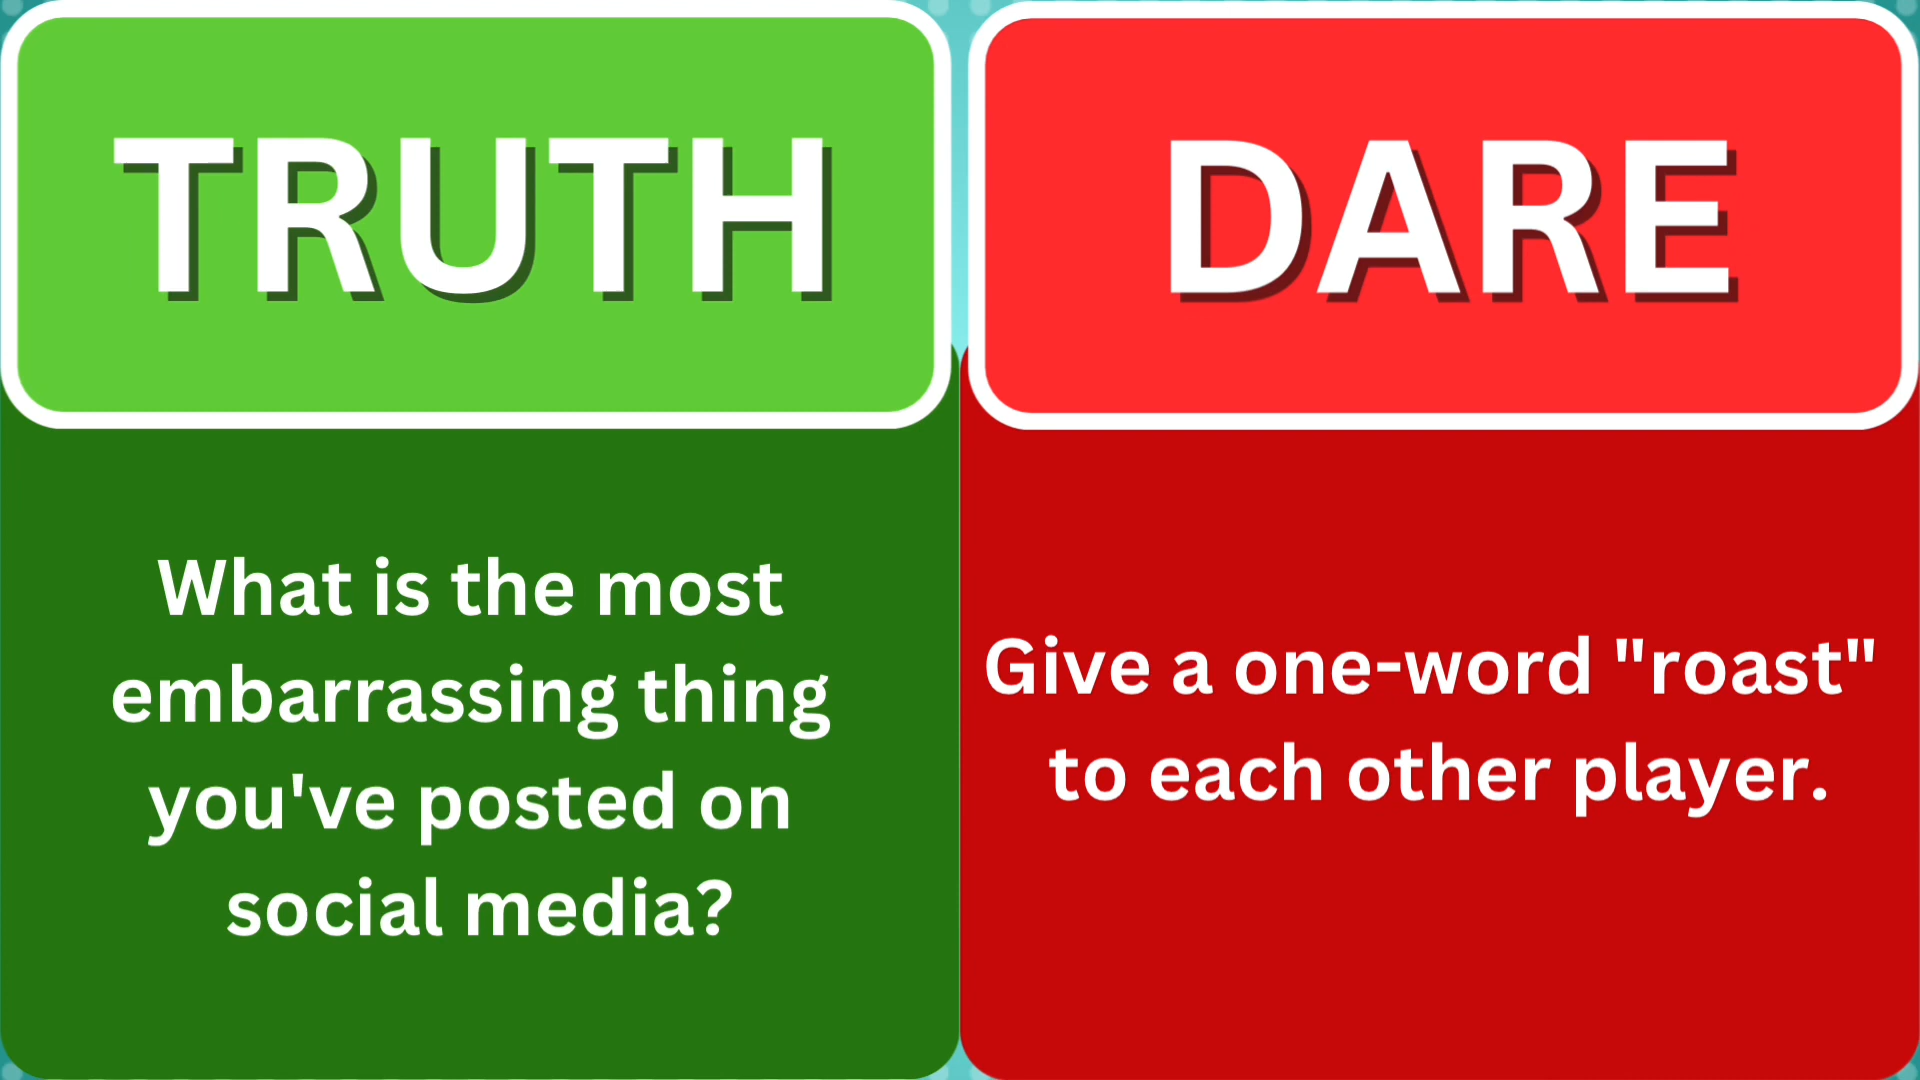 TRUTH
What is the most
embarrassing thing
you've posted on
social media?
DARE
Give a one-word "roast"
to each other player.